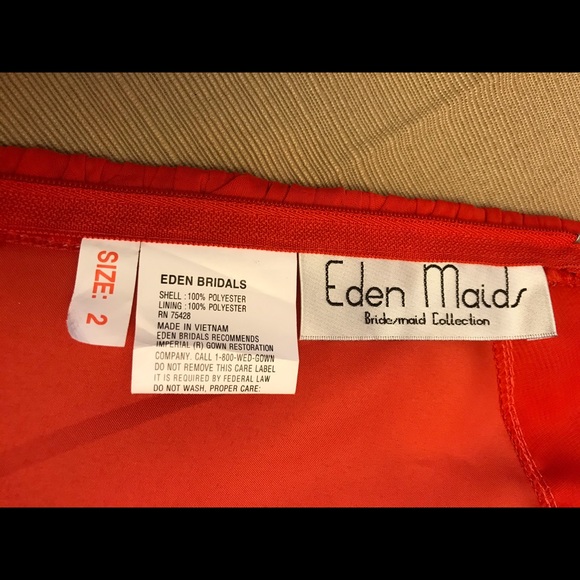 SIZE: 2
EDEN BRIDALS
SHELL :100% POLYESTER
LINING :100% POLYESTER
RN 75428
MADE IN VIETNAM
EDEN BRIDALS RECOMMENDS
IMPERIAL (R) GOWN RESTORATION
COMPANY. CALL 1-800-WED-GOWN
DO NOT REMOVE THIS CARE LABEL
IT IS REQUIRED BY FEDERAL LAW
DO NOT WASH, PROPER CARE:
Eden Maids
Bridesmaid Collection